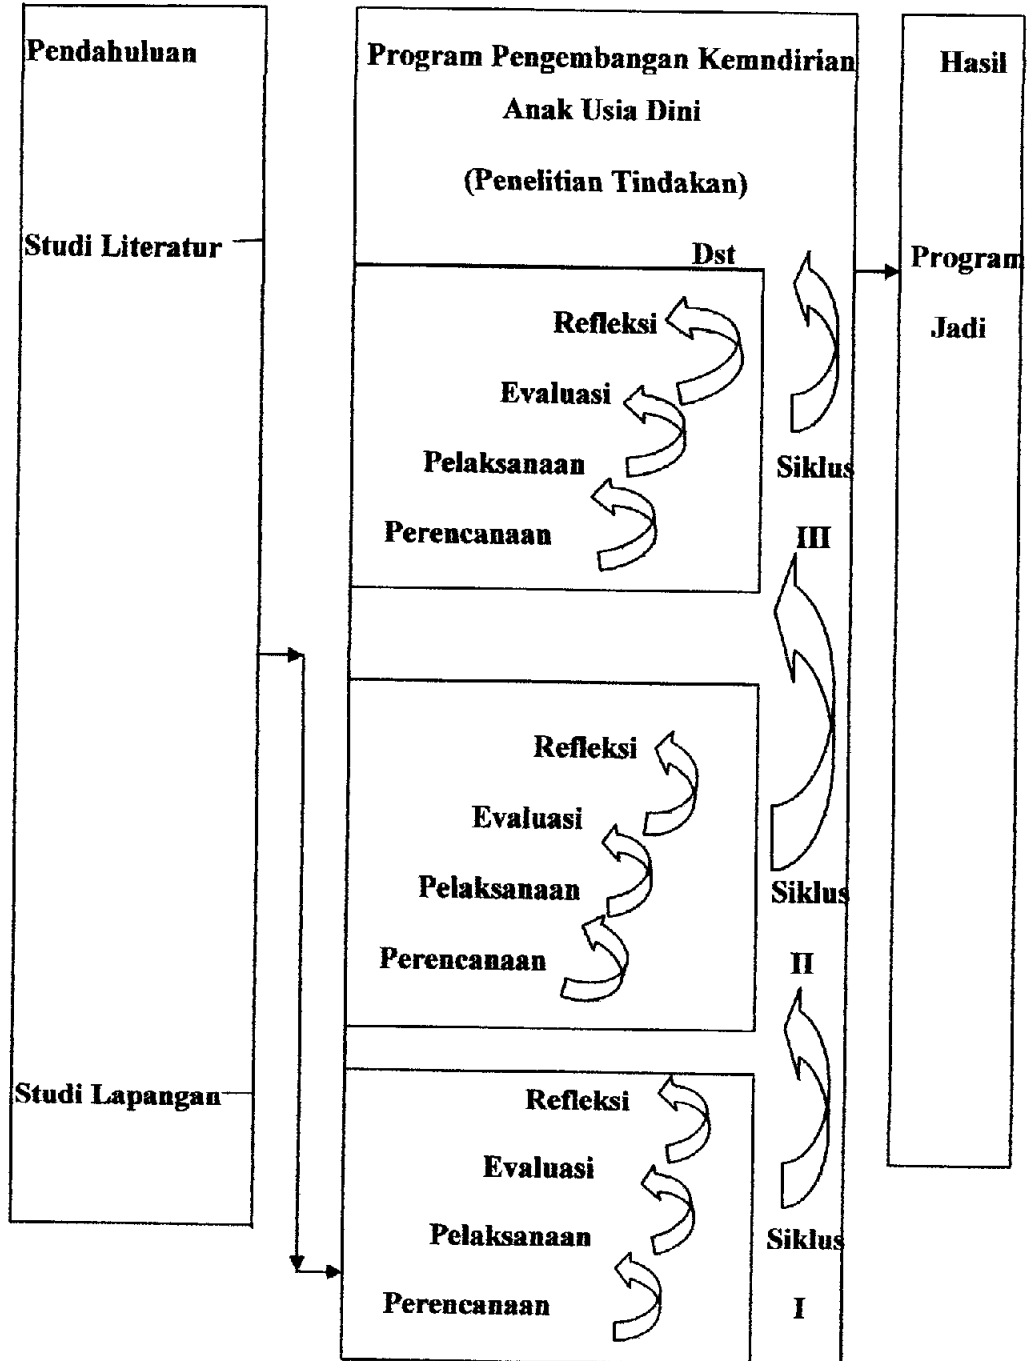 Pendahuluan
Studi Literatur
Studi Lapangan
Program Pengembangan Kemndirian
Anak Usia Dini
(Penelitian Tindakan)
Dst
Refleksi
Evaluasi
Pelaksanaan
Perencanaan
Siklus
III
Refleksi
Evaluasi
Pelaksanaan
Perencanaan
Siklus
II
Refleksi
Evaluasi
Pelaksanaan
Perencanaan
Siklus
I
Hasil
Program
Jadi